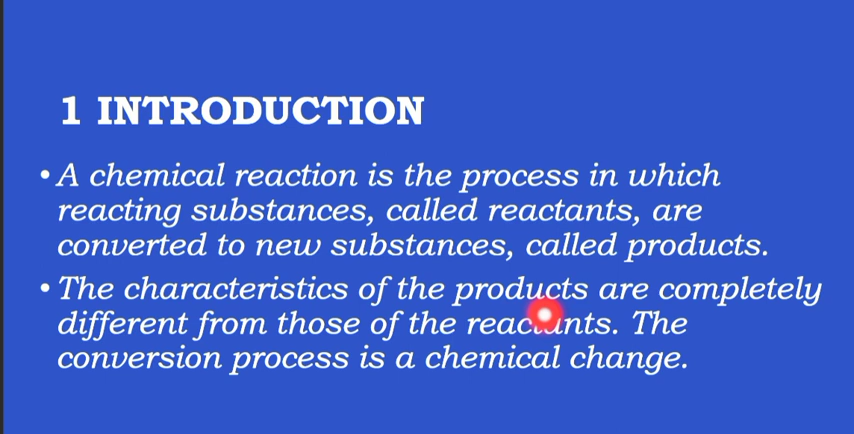 1 INTRODUCTION
• A chemical reaction is the process in which
reacting substances, called reactants, are
converted to new substances, called products.
• The characteristics of the products are completely
different from those of the reactants. The
conversion process is a chemical change.